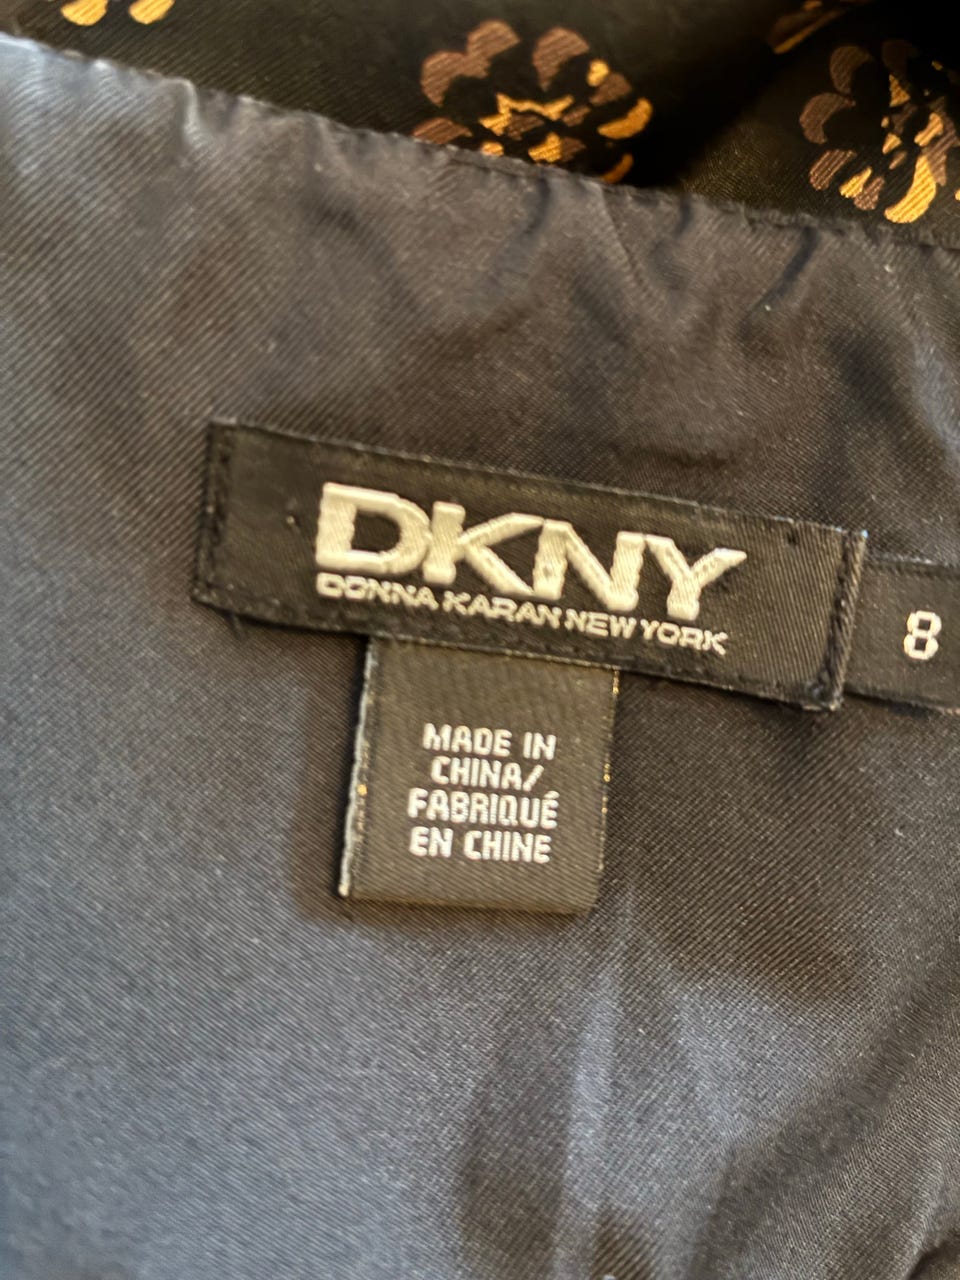 DKNY
DONNA KARAN NEW YORK
8
MADE IN
CHINA/
FABRIQUÉ
EN CHINE